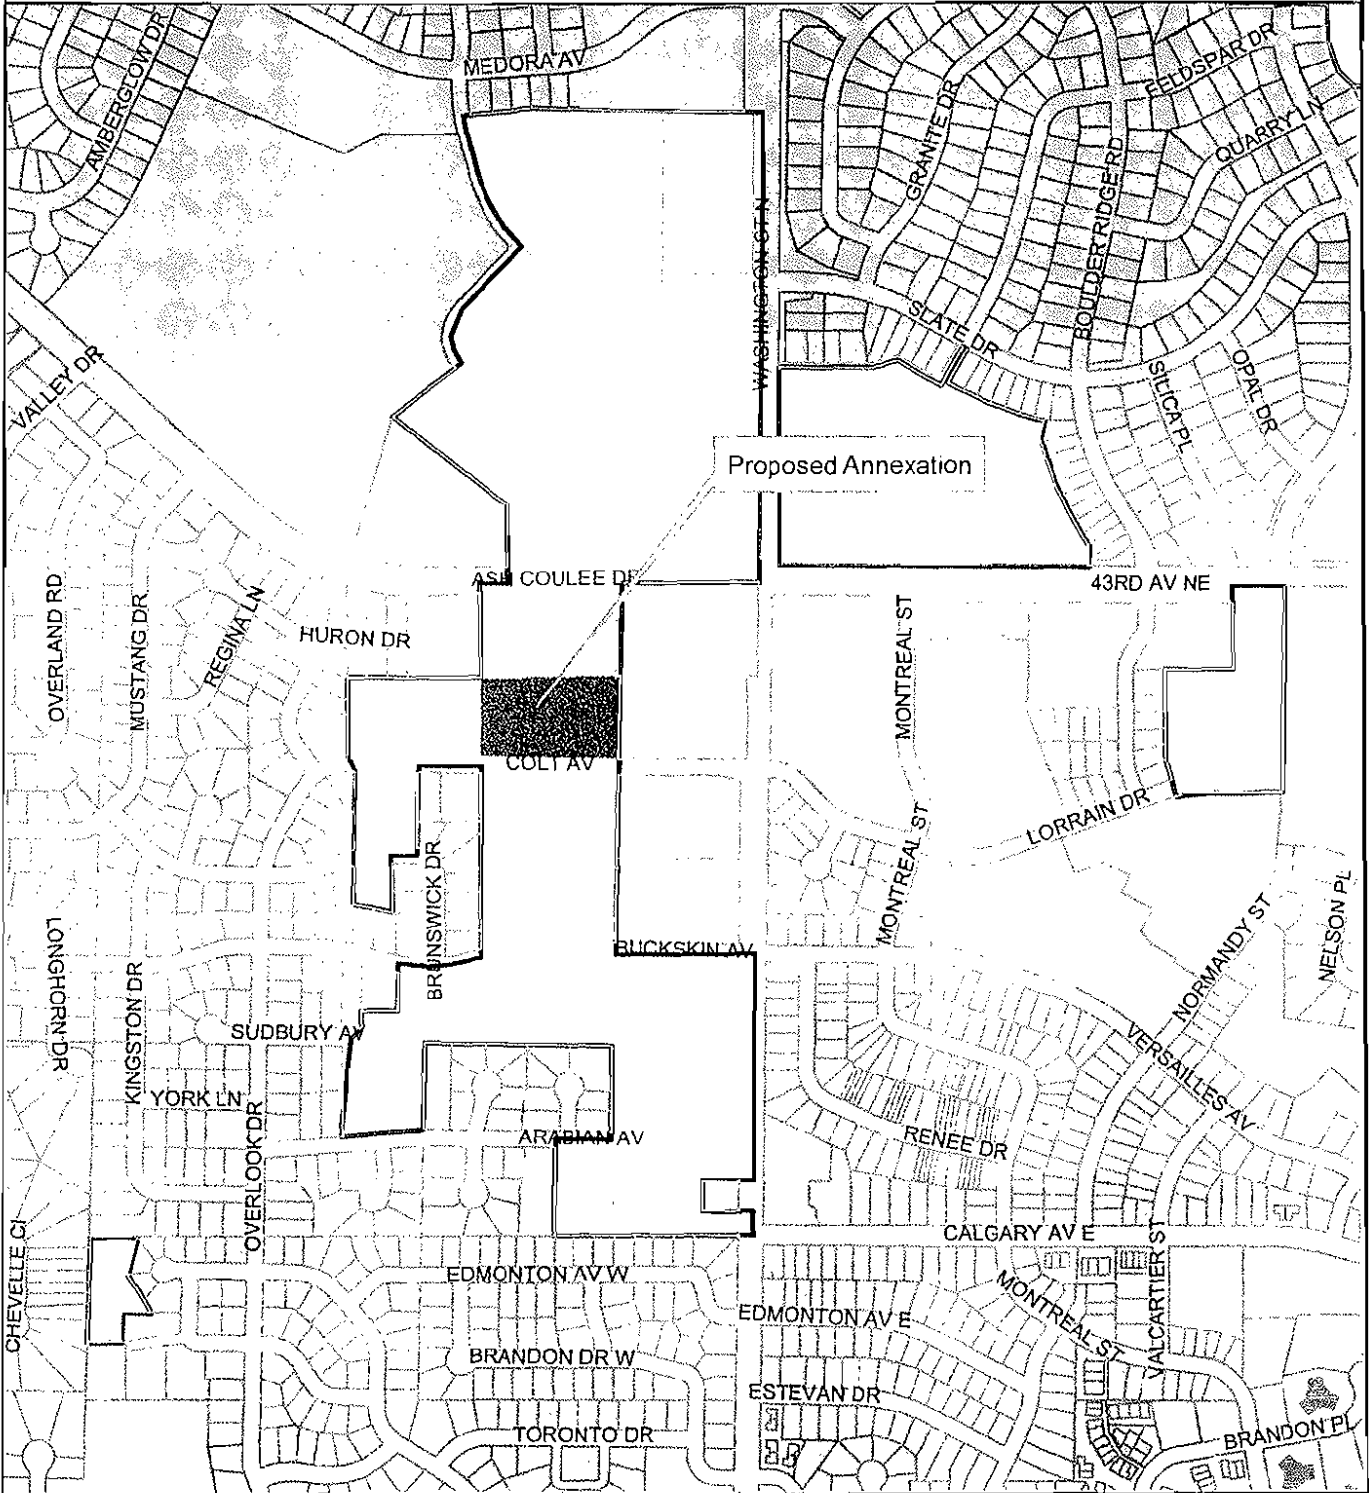 MEDORA AV
AMBERGLOW DR
GRANITE DR
FELDSPAR DR
QUARRY LN
BOULDER RIDGE RD
WASHINGTON ST N
SLATE DR
SILICA PL
OPAL DR
VALLEY DR
Proposed Annexation
ASH COULEE DR
43RD AV NE
OVERLAND RD
MUSTANG DR
REGINA LN
HURON DR
MONTREAL ST
COLT AV
LORRAIN DR
MONTREAL ST
BRUNSWICK DR
BUCKSKIN AV
NORMANDY ST
NELSON PL
LONGHORN DR
KINGSTON DR
SUDBURY AV
YORK LN
OVERLOOK DR
ARABIAN AV
RENEE DR
VERSAILLES AV
CALGARY AV E
CHEVELLE CI
EDMONTON AV W
EDMONTON AV E
MONTREAL ST
VALCARTIER ST
BRANDON DR W
ESTEVAN DR
TORONTO DR
BRANDON PL